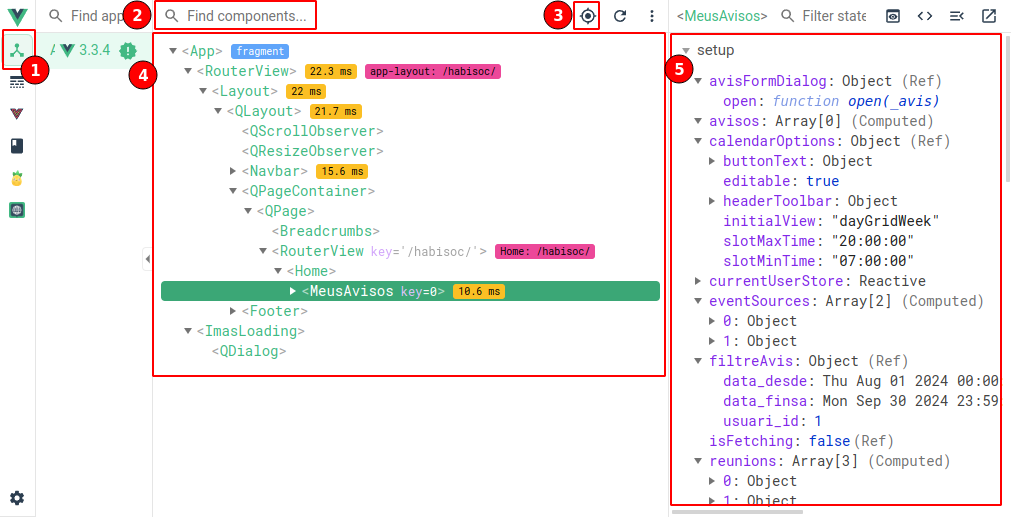 Find app
2
Find components...
3
<MeusAvisos>
Filter state
1
A 3.3.4
4
<App> fragment
<RouterView> 22.3 ms app-layout: /habisoc/
<Layout> 22 ms
<QLayout> 21.7 ms
<QScrollObserver>
<QResizeObserver>
<Navbar> 15.6 ms
<QPageContainer>
<QPage>
<Breadcrumbs>
<RouterView key='/habisoc/'> Home: /habisoc/
<Home>
<MeusAvisos key=0> 10.6 ms
<Footer>
<ImasLoading>
<QDialog>
5
setup
avisFormDialog: Object (Ref)
open: function open(_avis)
avisos: Array[0] (Computed)
calendarOptions: Object (Ref)
buttonText: Object
editable: true
headerToolbar: Object
initialView: "dayGridWeek"
slotMaxTime: "20:00:00"
slotMinTime: "07:00:00"
currentUserStore: Reactive
eventSources: Array[2] (Computed)
0: Object
1: Object
filtreAvis: Object (Ref)
data_desde: Thu Aug 01 2024 00:00
data_finsa: Mon Sep 30 2024 23:59
usuari_id: 1
isFetching: false(Ref)
reunions: Array[3] (Computed)
0: Object
1: Object